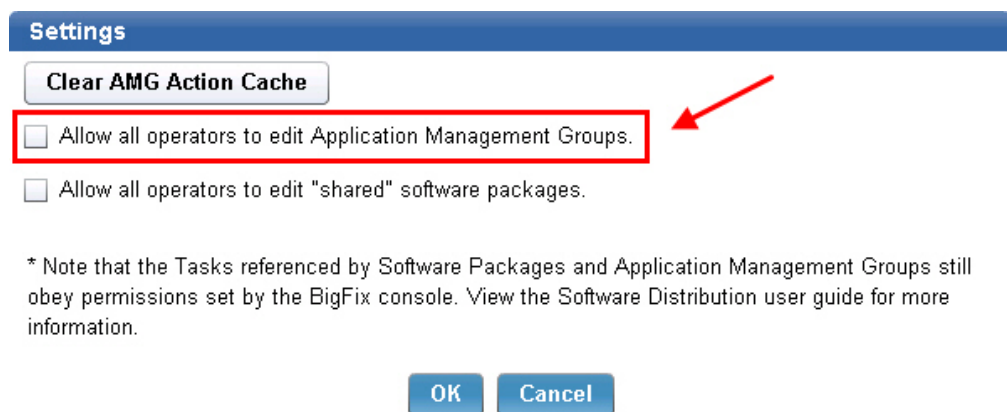 Settings
Clear AMG Action Cache
Allow all operators to edit Application Management Groups.
Allow all operators to edit "shared" software packages.
* Note that the Tasks referenced by Software Packages and Application Management Groups still
obey permissions set by the BigFix console. View the Software Distribution user guide for more
information.
OK Cancel